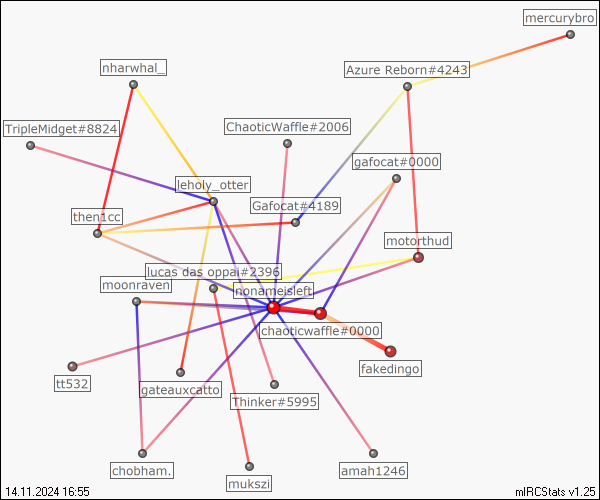 mercurybro
nharwhal_
Azure Reborn#4243
TripleMidget#8824
ChaoticWaffle#2006
gafocat#0000
leholy_otter
Gafocat#4189
then1cc
motorthud
lucas das oppai#2396
moonraven
nonameisleft
chaoticwaffle#0000
fakedingo
tt532
gateauxcatto
Thinker#5995
chobham.
mukszi
amah1246
14.11.2024 16:55
mIRCStats v1.25